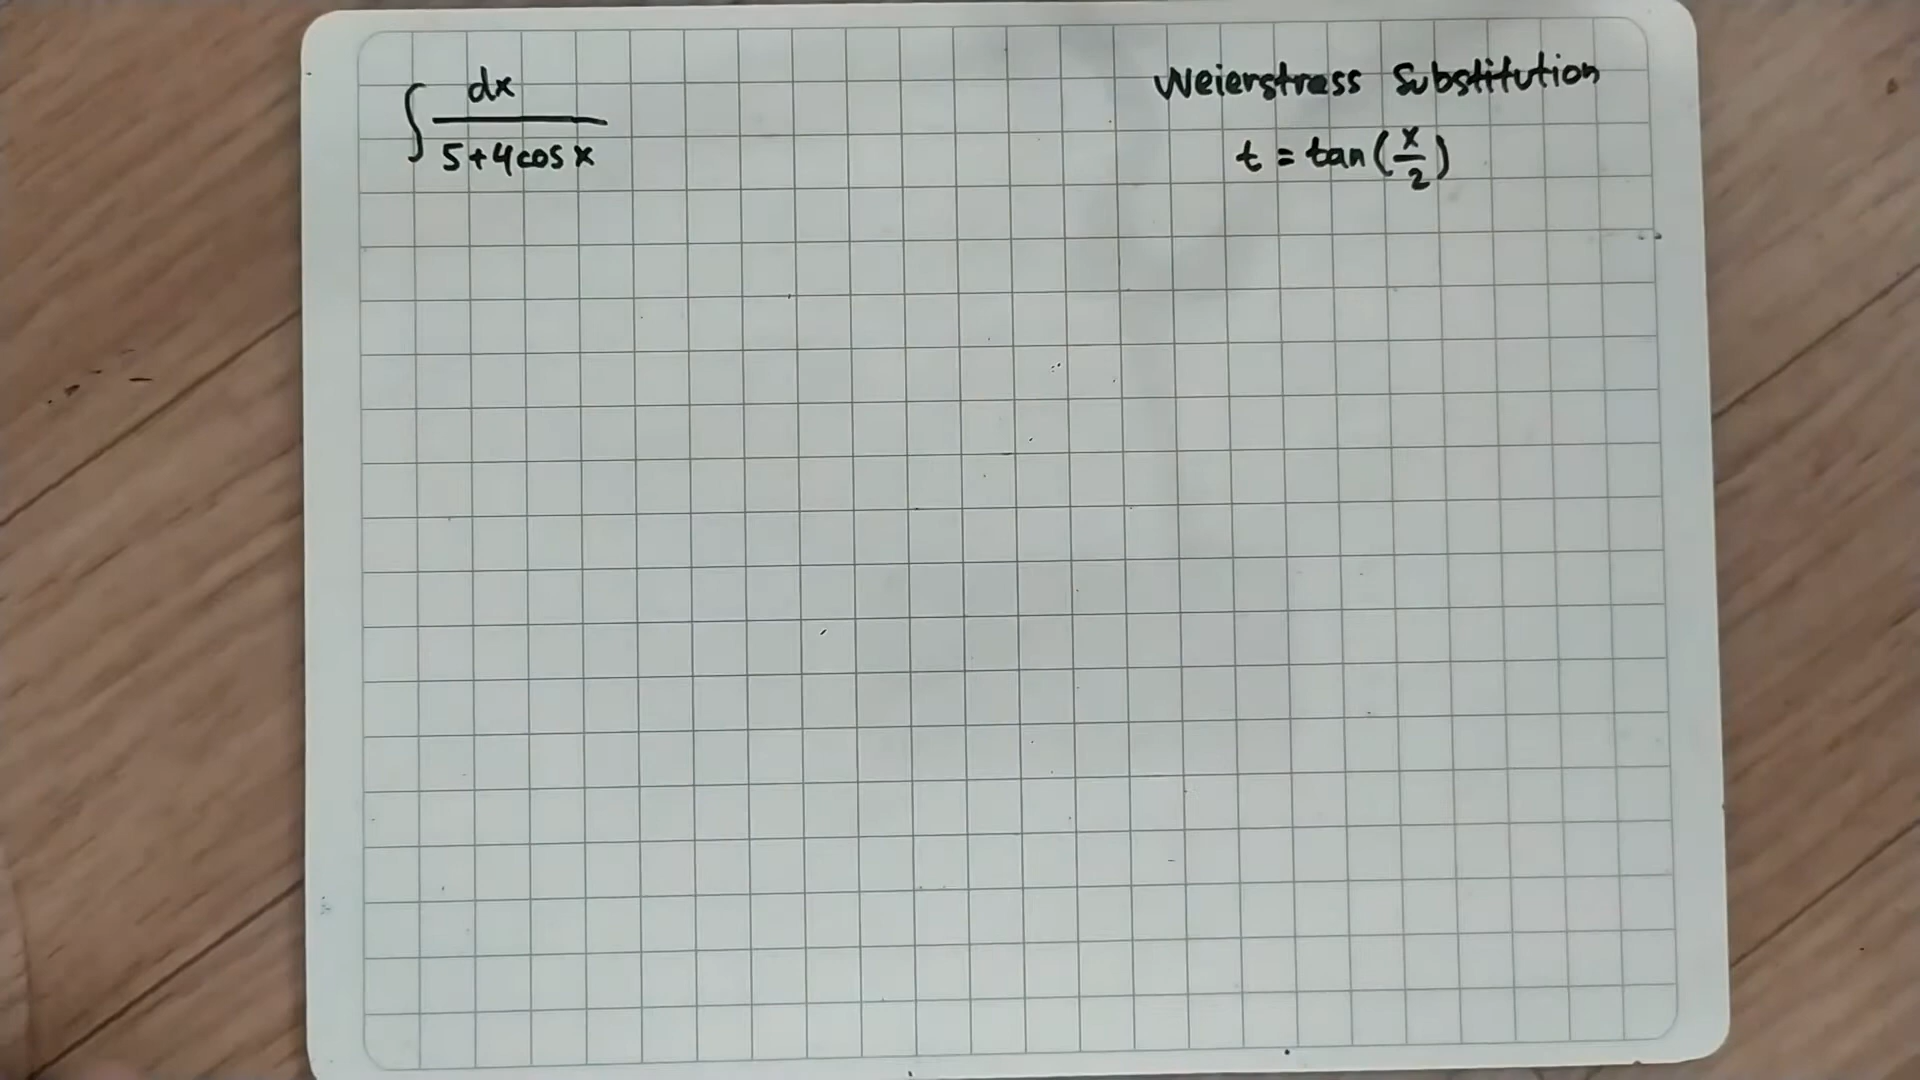 ∫ dx / (5+4cos x)
Weierstrass Substitution
t = tan(x/2)